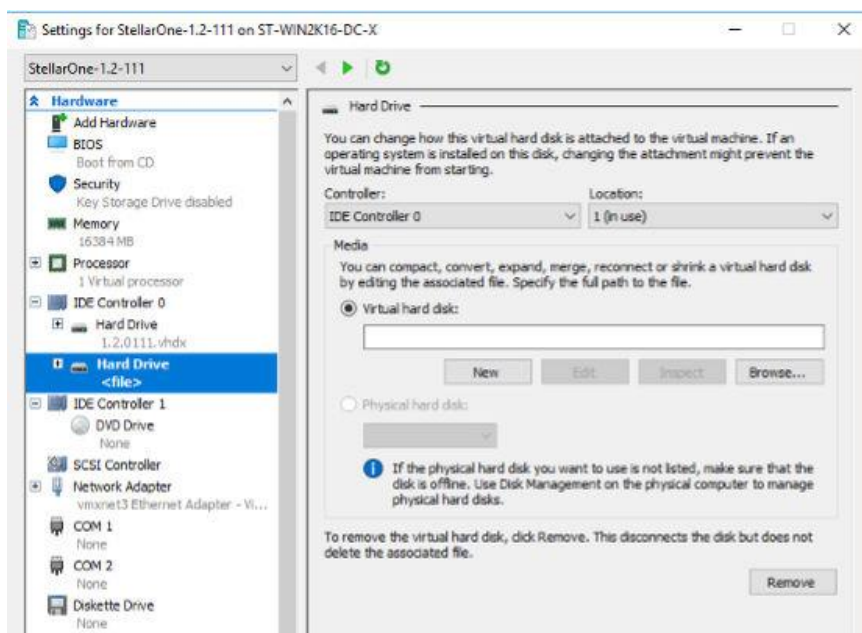 Settings for StellarOne-1.2-111 on ST-WIN2K16-DC-X
StellarOne-1.2-111
Hardware
Add Hardware
BIOS
Boot from CD
Security
Key Storage Drive disabled
Memory
16384 MB
Processor
1 Virtual processor
IDE Controller 0
Hard Drive
1.2.0111.vhdx
Hard Drive
<file>
IDE Controller 1
DVD Drive
None
SCSI Controller
Network Adapter
vmxnet3 Ethernet Adapter - Vi...
COM 1
None
COM 2
None
Diskette Drive
None
Hard Drive
You can change how this virtual hard disk is attached to the virtual machine. If an
operating system is installed on this disk, changing the attachment might prevent the
virtual machine from starting.
Controller: Location:
IDE Controller 0 1 (in use)
Media
You can compact, convert, expand, merge, reconnect or shrink a virtual hard disk
by editing the associated file. Specify the full path to the file.
Virtual hard disk:
New Edit Inspect Browse...
Physical hard disk:
If the physical hard disk you want to use is not listed, make sure that the
disk is offline. Use Disk Management on the physical computer to manage
physical hard disks.
To remove the virtual hard disk, click Remove. This disconnects the disk but does not
delete the associated file.
Remove